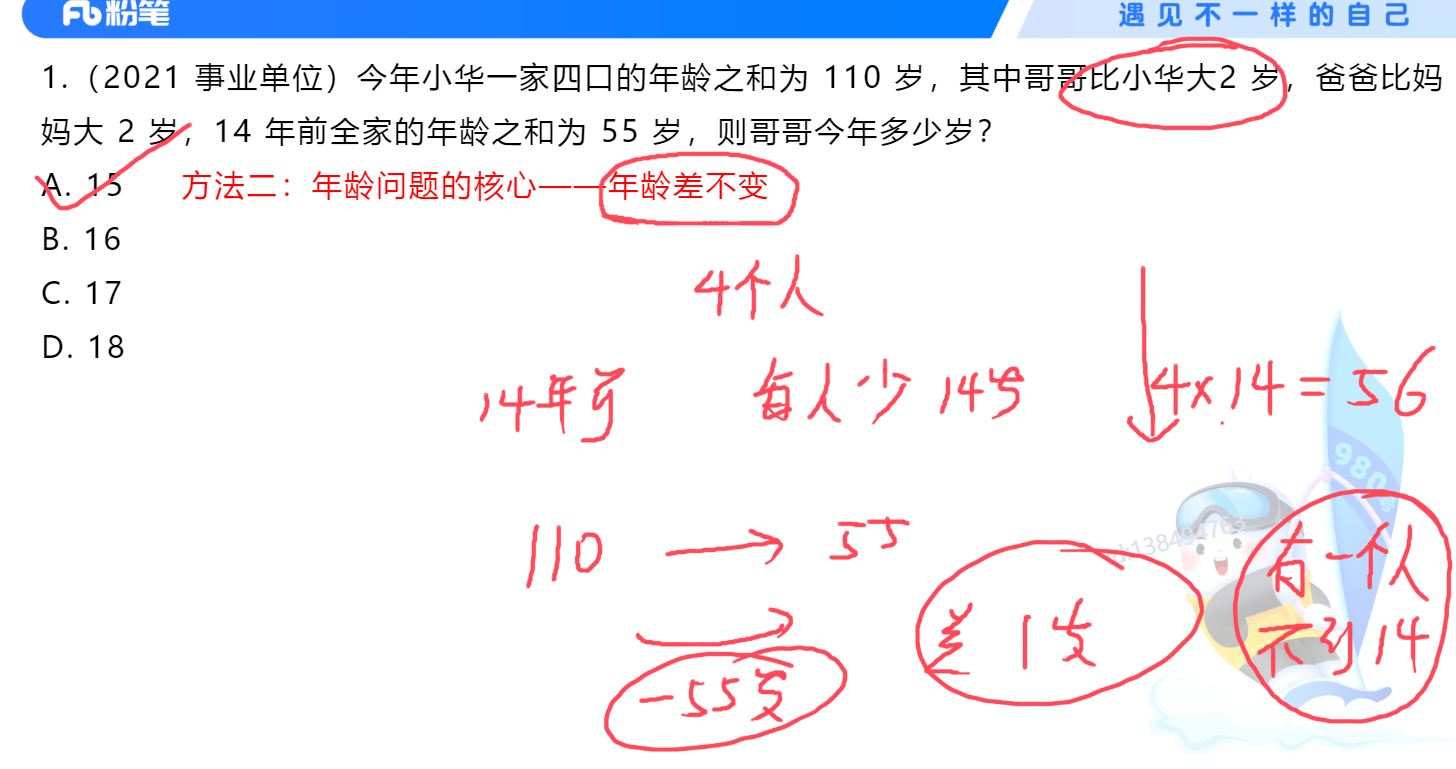 粉笔
遇见不一样的自己
1.（2021 事业单位）今年小华一家四口的年龄之和为 110 岁，其中哥哥比小华大2 岁，爸爸比妈
妈大 2 岁，14 年前全家的年龄之和为 55 岁，则哥哥今年多少岁？
A. 15 方法二：年龄问题的核心——年龄差不变
B. 16
C. 17
D. 18
4个人
14年前 每人少 14岁 4×14=56
980
110 → 55
-55岁
差 1岁
有一个人
不到14
id:138494763